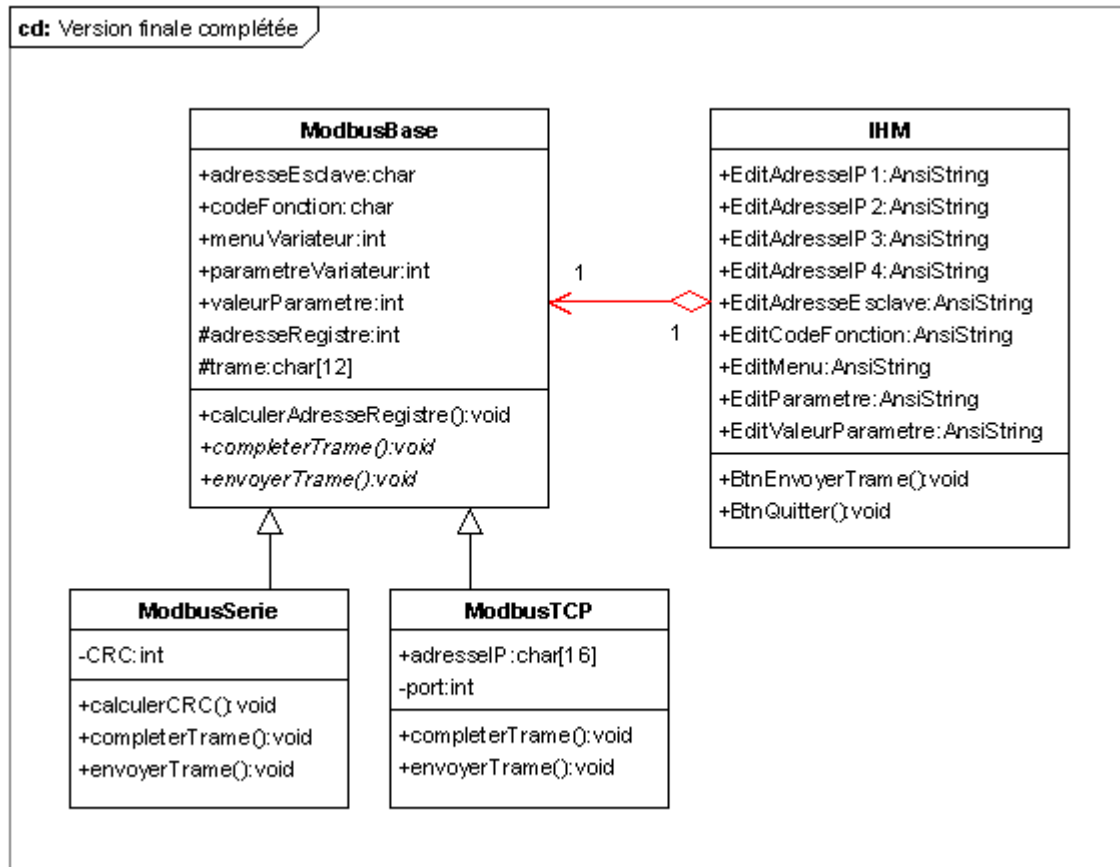 cd: Version finale complétée
ModbusBase
+adresseEsclave:char
+codeFonction:char
+menuVariateur:int
+parametreVariateur:int
+valeurParametre:int
#adresseRegistre:int
#trame:char[12]
+calculerAdresseRegistre():void
+completerTrame():void
+envoyerTrame():void
1
1
IHM
+EditAdresseIP1:AnsiString
+EditAdresseIP2:AnsiString
+EditAdresseIP3:AnsiString
+EditAdresseIP4:AnsiString
+EditAdresseEsclave:AnsiString
+EditCodeFonction:AnsiString
+EditMenu:AnsiString
+EditParametre:AnsiString
+EditValeurParametre:AnsiString
+BtnEnvoyerTrame():void
+BtnQuitter():void
ModbusSerie
-CRC:int
+calculerCRC():void
+completerTrame():void
+envoyerTrame():void
ModbusTCP
+adresseIP:char[16]
-port:int
+completerTrame():void
+envoyerTrame():void